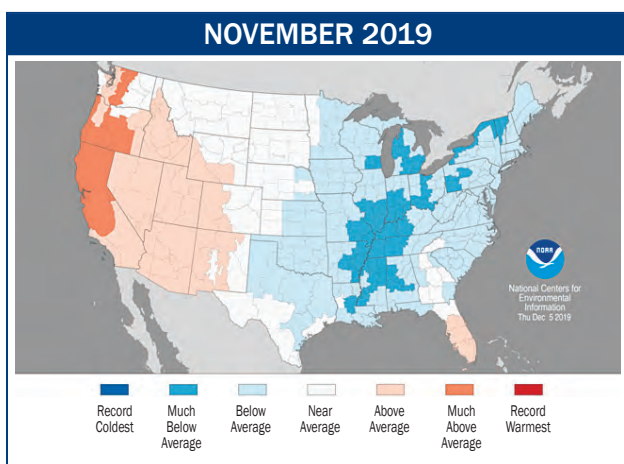 NOVEMBER 2019
NOAA
National Centers for
Environmental
Information
Thu Dec 5 2019
Record
Coldest
Much
Below
Average
Below
Average
Near
Average
Above
Average
Much
Above
Average
Record
Warmest